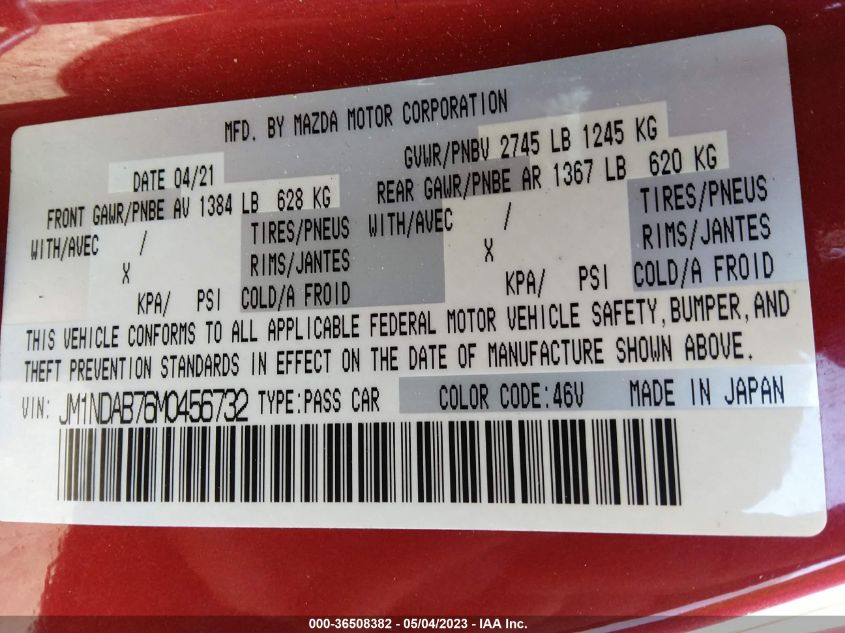 MFD. BY MAZDA MOTOR CORPORATION
DATE 04/21
GVWR/PNBV 2745 LB 1245 KG
FRONT GAWR/PNBE AV 1384 LB 628 KG
REAR GAWR/PNBE AR 1367 LB 620 KG
WITH/AVEC / TIRES/PNEUS WITH/AVEC / TIRES/PNEUS
X RIMS/JANTES X RIMS/JANTES
KPA/ PSI COLD/A FROID KPA/ PSI COLD/A FROID
THIS VEHICLE CONFORMS TO ALL APPLICABLE FEDERAL MOTOR VEHICLE SAFETY, BUMPER, AND
THEFT PREVENTION STANDARDS IN EFFECT ON THE DATE OF MANUFACTURE SHOWN ABOVE.
VIN: JM1NDAB76M0456732 TYPE:PASS CAR COLOR CODE:46V MADE IN JAPAN
000-36508382 - 05/04/2023 - IAA Inc.